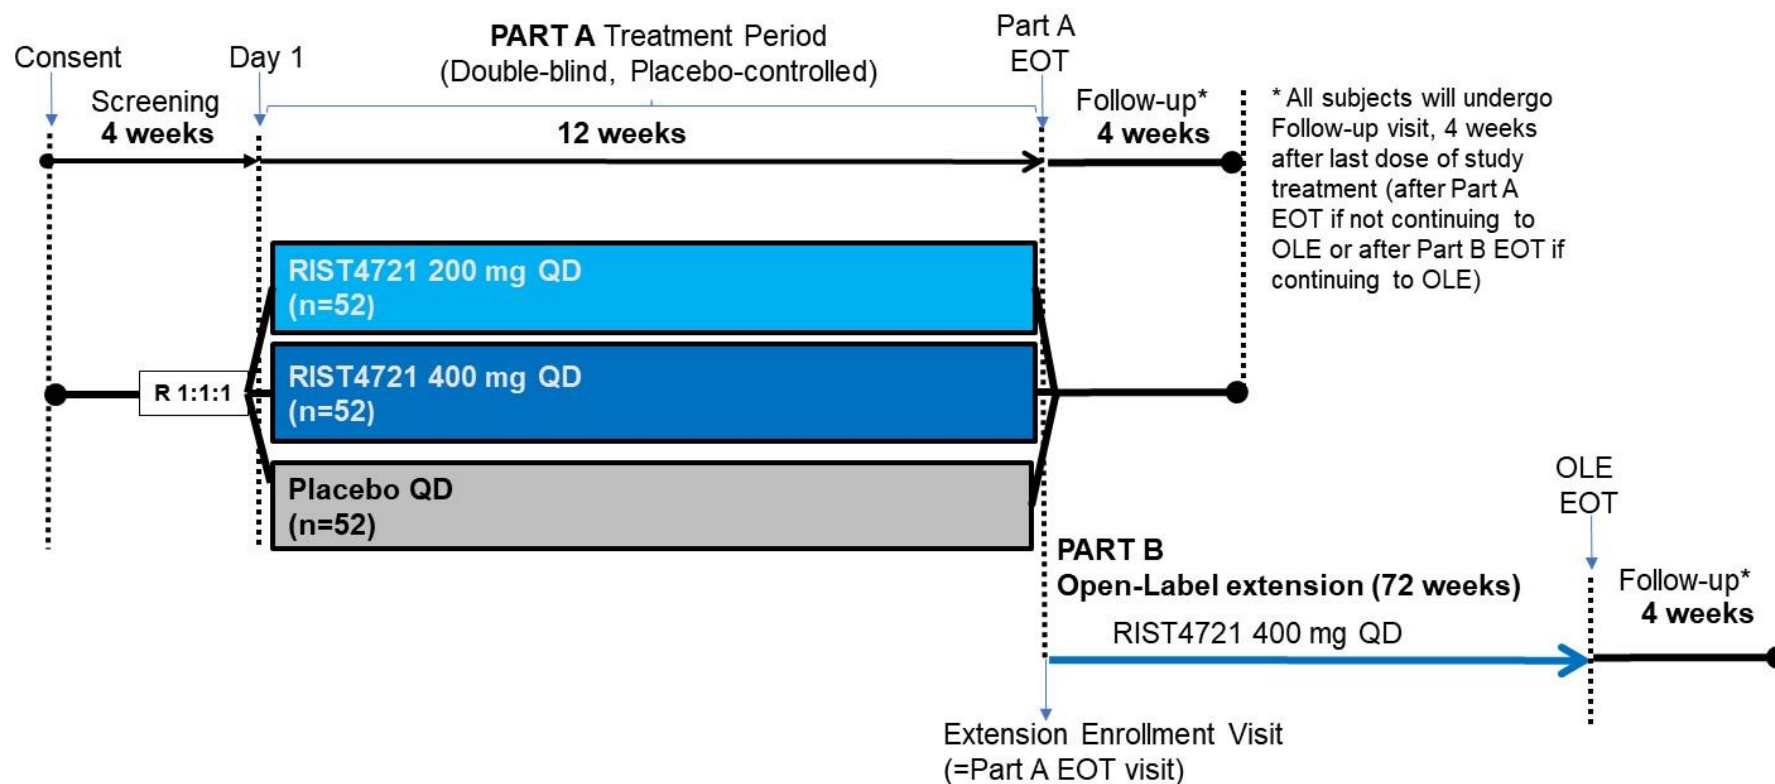 Consent
Day 1
PART A Treatment Period
(Double-blind, Placebo-controlled)
Part A
EOT
Screening
4 weeks
12 weeks
Follow-up*
4 weeks
* All subjects will undergo
Follow-up visit, 4 weeks
after last dose of study
treatment (after Part A
EOT if not continuing to
OLE or after Part B EOT if
continuing to OLE)
R 1:1:1
RIST4721 200 mg QD
(n=52)
RIST4721 400 mg QD
(n=52)
Placebo QD
(n=52)
PART B
Open-Label extension (72 weeks)
RIST4721 400 mg QD
OLE
EOT
Follow-up*
4 weeks
Extension Enrollment Visit
(=Part A EOT visit)